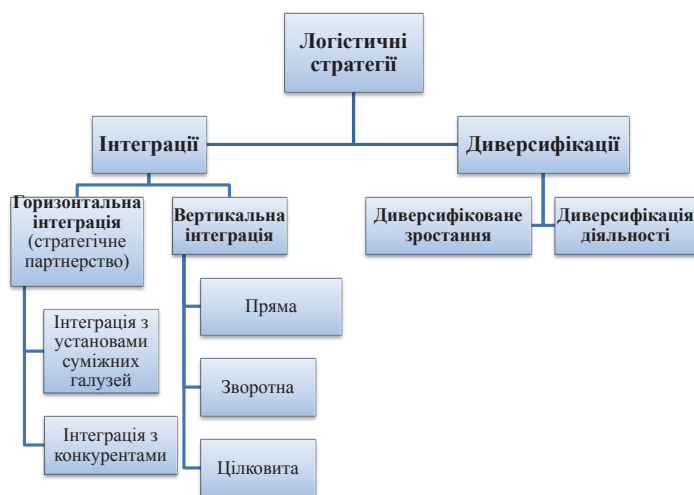 Логістичні
стратегії
Інтеграції
Диверсифікації
Горизонтальна
інтеграція
(стратегічне
партнерство)
Вертикальна
інтеграція
Диверсифіковане
зростання
Диверсифікація
діяльності
Інтеграція з
установами
суміжних
галузей
Інтеграція з
конкурентами
Пряма
Зворотна
Цілковита